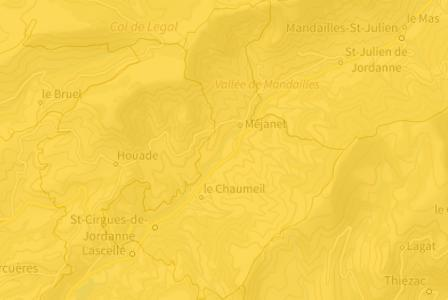 Col de Legal
le Mas
Mandailles-St-Julien
St-Julien de
Jordanne
Vallée de Mandailles
le Bruel
Méjanet
Houade
le Chaumeil
St-Cirgues-de-
Jordanne
Lascelle
Lagat
Thiezac